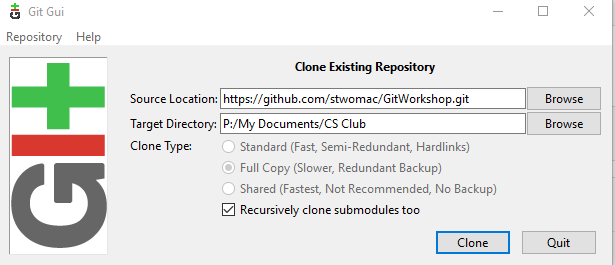 Git Gui
Repository Help
Clone Existing Repository
Source Location: https://github.com/stwomac/GitWorkshop.git Browse
Target Directory: P:/My Documents/CS Club Browse
Clone Type: Standard (Fast, Semi-Redundant, Hardlinks)
Full Copy (Slower, Redundant Backup)
Shared (Fastest, Not Recommended, No Backup)
Recursively clone submodules too
Clone Quit